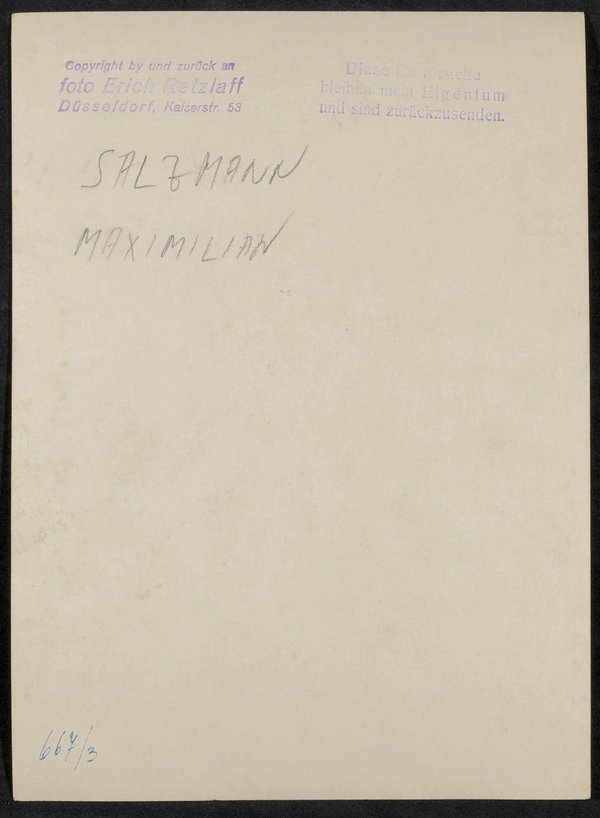 Copyright by und zurück an
foto Erich Retzlaff
Düsseldorf, Kaiserstr. 53
Diese
bleiben mein Eigentum
und sind zurückzusenden.
SALZMANN
MAXIMILIAN
667/3